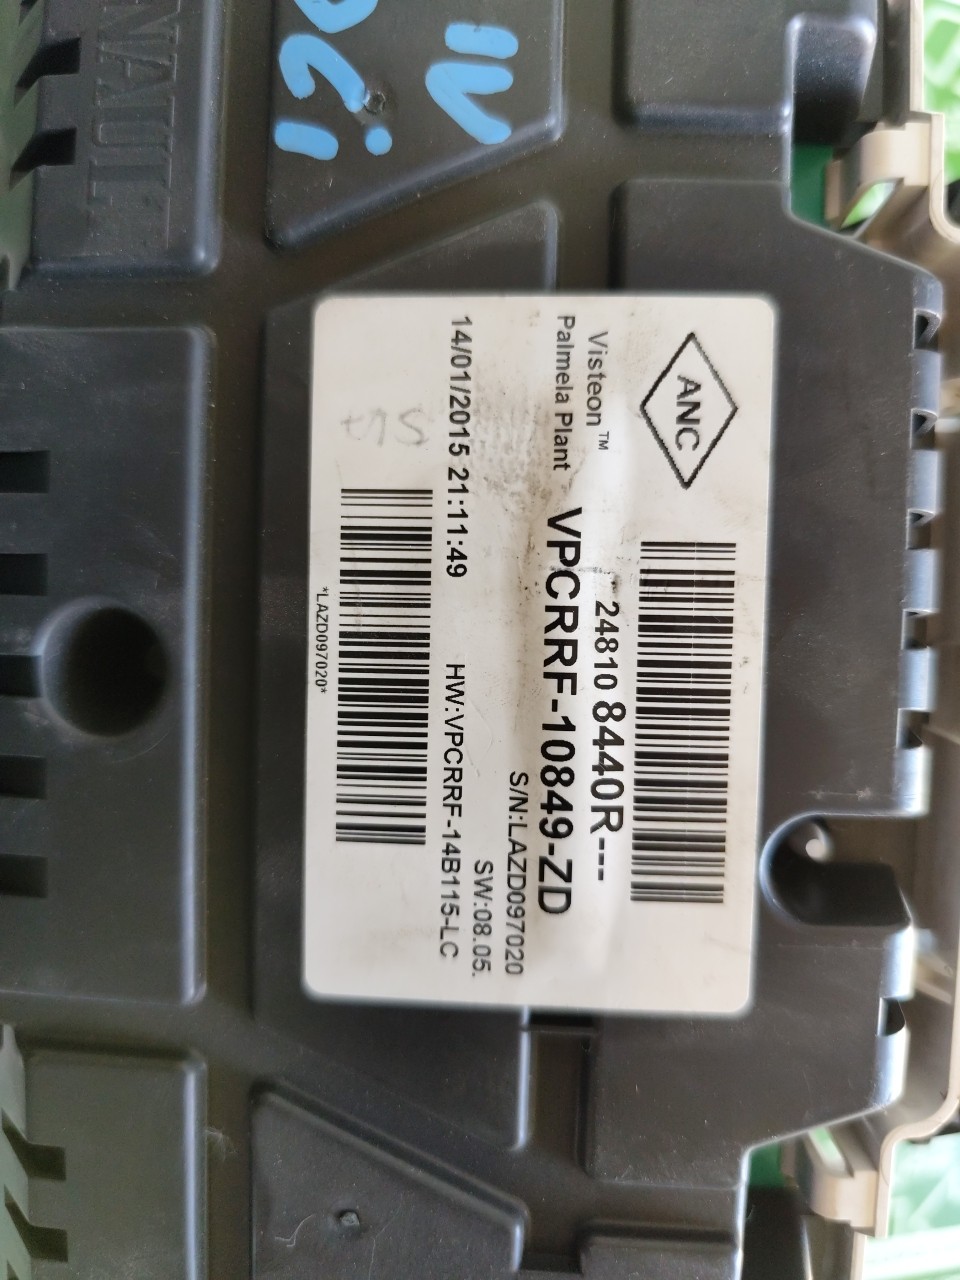 ANC
Visteon™
Palmela Plant
24810 8440R---
VPCRRF-10849-ZD
S/N:LAZD097020
SW:08.05.
14/01/2015 21:11:49
HW:VPCRRF-14B115-LC
*LAZD097020*